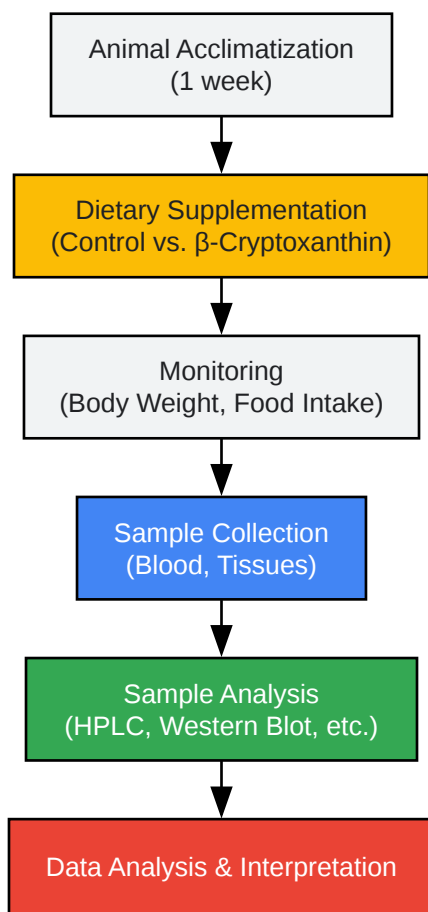 Animal Acclimatization
(1 week)
Dietary Supplementation
(Control vs. β-Cryptoxanthin)
Monitoring
(Body Weight, Food Intake)
Sample Collection
(Blood, Tissues)
Sample Analysis
(HPLC, Western Blot, etc.)
Data Analysis & Interpretation